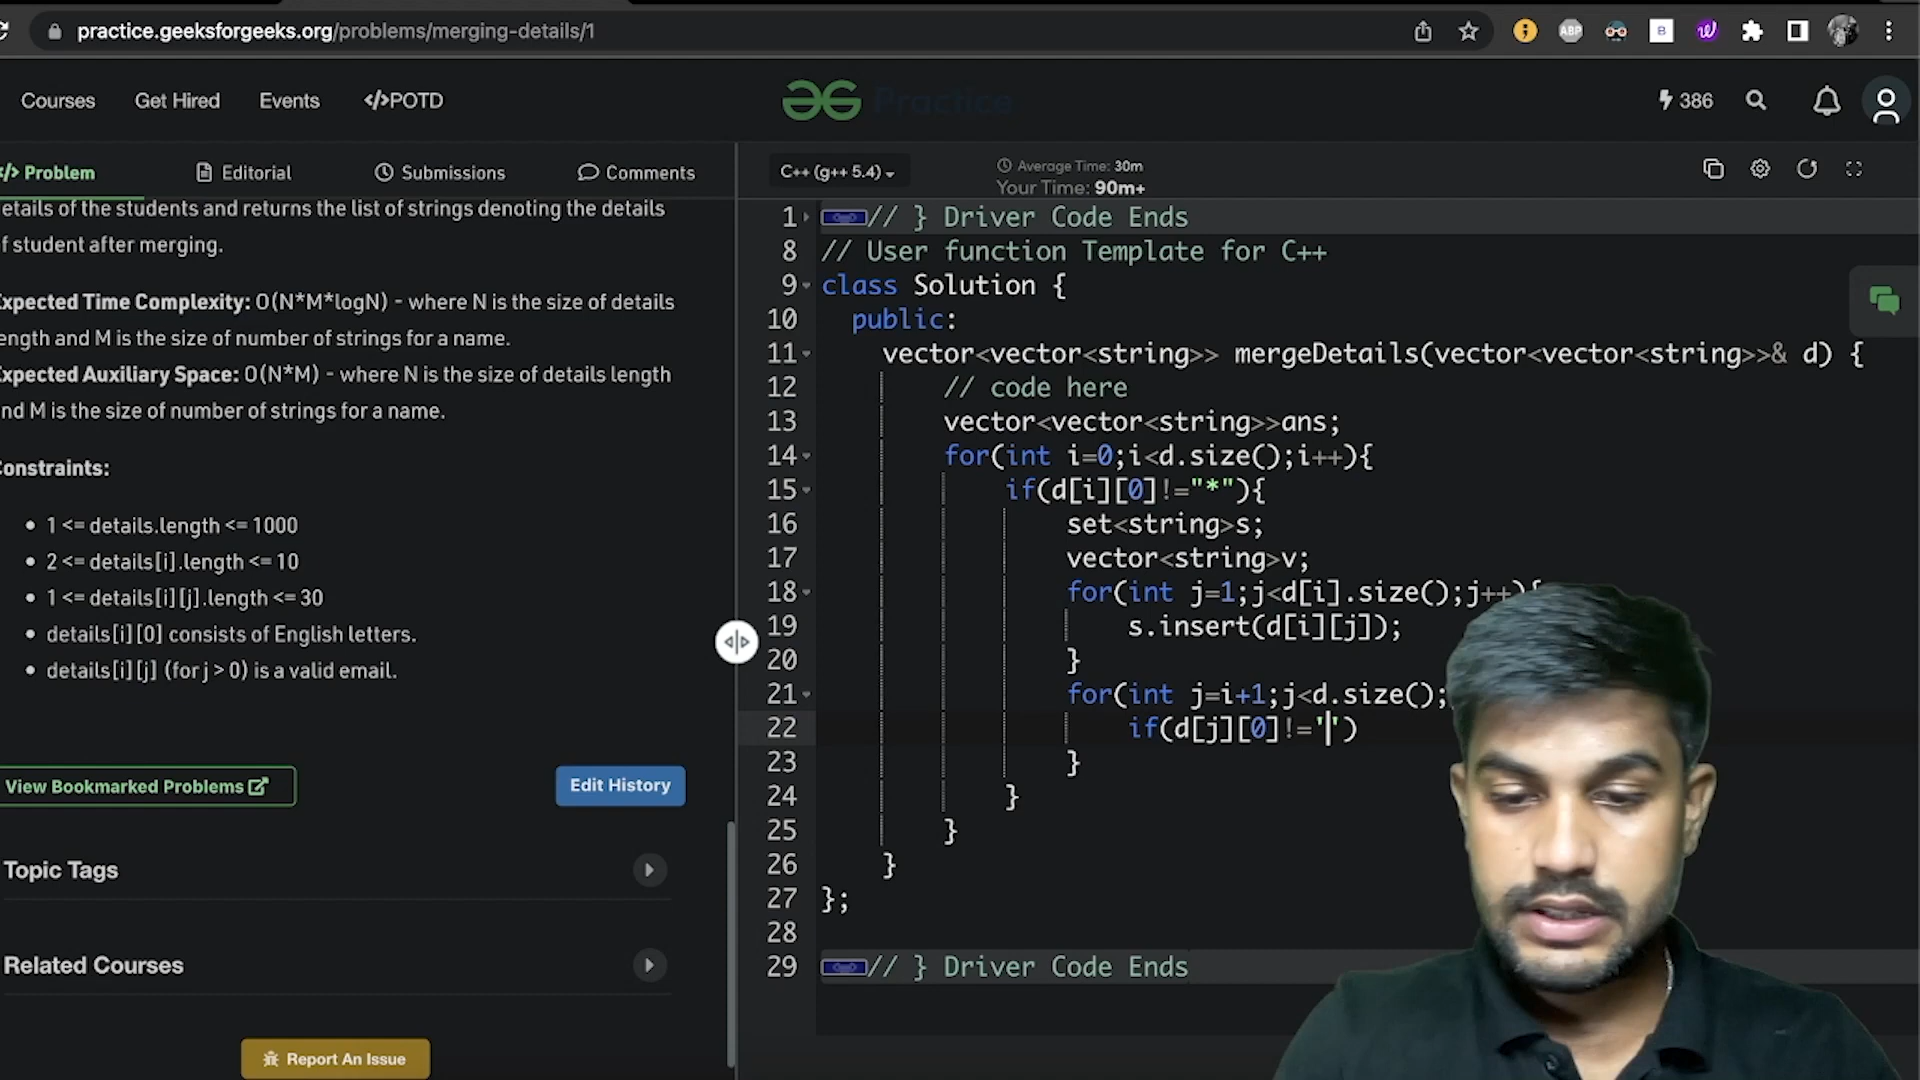 practice.geeksforgeeks.org/problems/merging-details/1
ABP
B
Courses
Get Hired
Events
</>POTD
Practice
386
</> Problem
Editorial
Submissions
Comments
etails of the students and returns the list of strings denoting the details
f student after merging.
xpected Time Complexity: O(N*M*logN) - where N is the size of details
ength and M is the size of number of strings for a name.
xpected Auxiliary Space: O(N*M) - where N is the size of details length
nd M is the size of number of strings for a name.
onstraints:
1 <= details.length <= 1000
2 <= details[i].length <= 10
1 <= details[i][j].length <= 30
details[i][0] consists of English letters.
details[i][j] (for j > 0) is a valid email.
View Bookmarked Problems
Edit History
Topic Tags
Related Courses
Report An Issue
C++ (g++ 5.4)
Average Time: 30m
Your Time: 90m+
1 // } Driver Code Ends
8 // User function Template for C++
9 class Solution {
10 public:
11 vector<vector<string>> mergeDetails(vector<vector<string>>& d) {
12 // code here
13 vector<vector<string>>ans;
14 for(int i=0;i<d.size();i++){
15 if(d[i][0]!="*"){
16 set<string>s;
17 vector<string>v;
18 for(int j=1;j<d[i].size();j++){
19 s.insert(d[i][j]);
20 }
21 for(int j=i+1;j<d.size();
22 if(d[j][0]!='')
23 }
24 }
25 }
26 }
27 };
28
29 // } Driver Code Ends